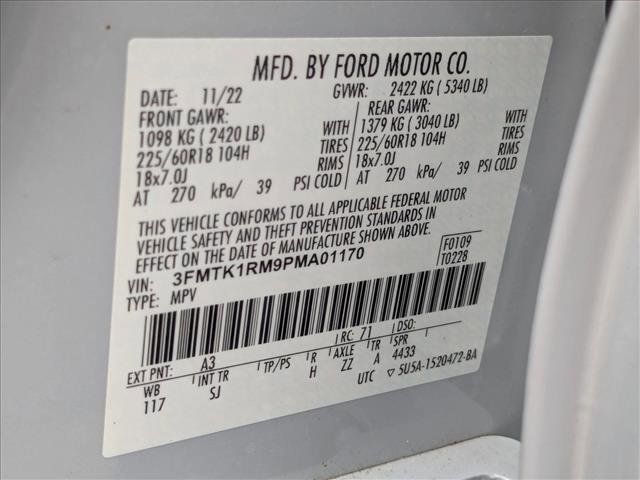 MFD. BY FORD MOTOR CO.
DATE: 11/22 GVWR: 2422 KG ( 5340 LB)
FRONT GAWR: REAR GAWR:
1098 KG ( 2420 LB) WITH 1379 KG ( 3040 LB) WITH
225/60R18 104H TIRES 225/60R18 104H TIRES
18x7.0J RIMS 18x7.0J RIMS
AT 270 kPa/ 39 PSI COLD AT 270 kPa/ 39 PSI COLD
THIS VEHICLE CONFORMS TO ALL APPLICABLE FEDERAL MOTOR
VEHICLE SAFETY AND THEFT PREVENTION STANDARDS IN
EFFECT ON THE DATE OF MANUFACTURE SHOWN ABOVE.
F0109
T0228
VIN: 3FMTK1RM9PMA01170
TYPE: MPV
EXT PNT: A3 RC: 71 DSO:
WB INT TR TP/PS R AXLE TR SPR
117 SJ H ZZ A 4433
UTC ▽ 5U5A-1520472-BA